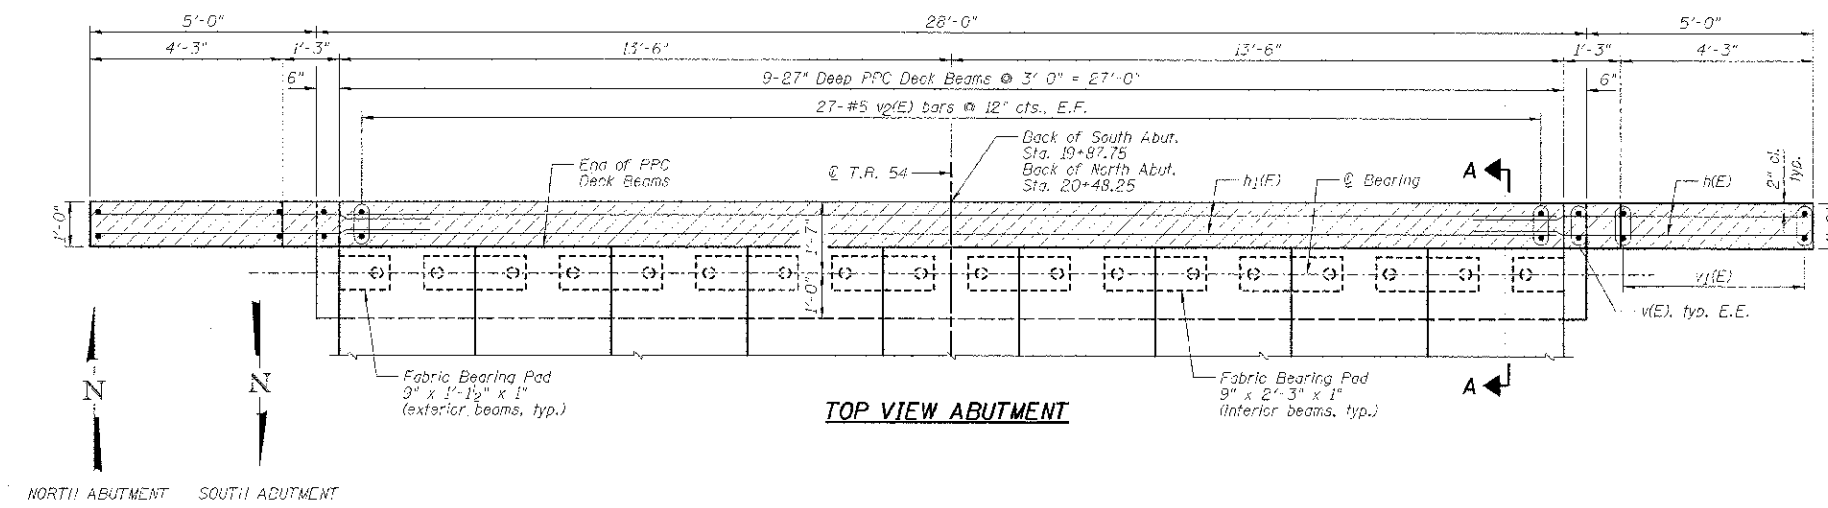 5'-0" 28'-0" 5'-0"
4'-3" 1'-3" 13'-6" 13'-6" 1'-3" 4'-3"
6" 9-27" Deep PPC Deck Beams @ 3' 0" = 27'-0" 6"
27-#5 v2(E) bars @ 12" cts., E.F.
Back of South Abut.
Sta. 19+87.75
Back of North Abut.
Sta. 20+48.25
End of PPC
Deck Beams
℄ T.R. 54
A
h1(E)
℄ Bearing
h(E)
2" cl.
typ.
1'-0"
1'-7"
1'-0"
v1(E)
v(E), typ. E.E.
Fabric Bearing Pad
9" x 1'-1½" x 1"
(exterior beams, typ.)
Fabric Bearing Pad
9" x 2'-3" x 1"
(interior beams, typ.)
A
TOP VIEW ABUTMENT
N
N
NORTH ABUTMENT SOUTH ABUTMENT